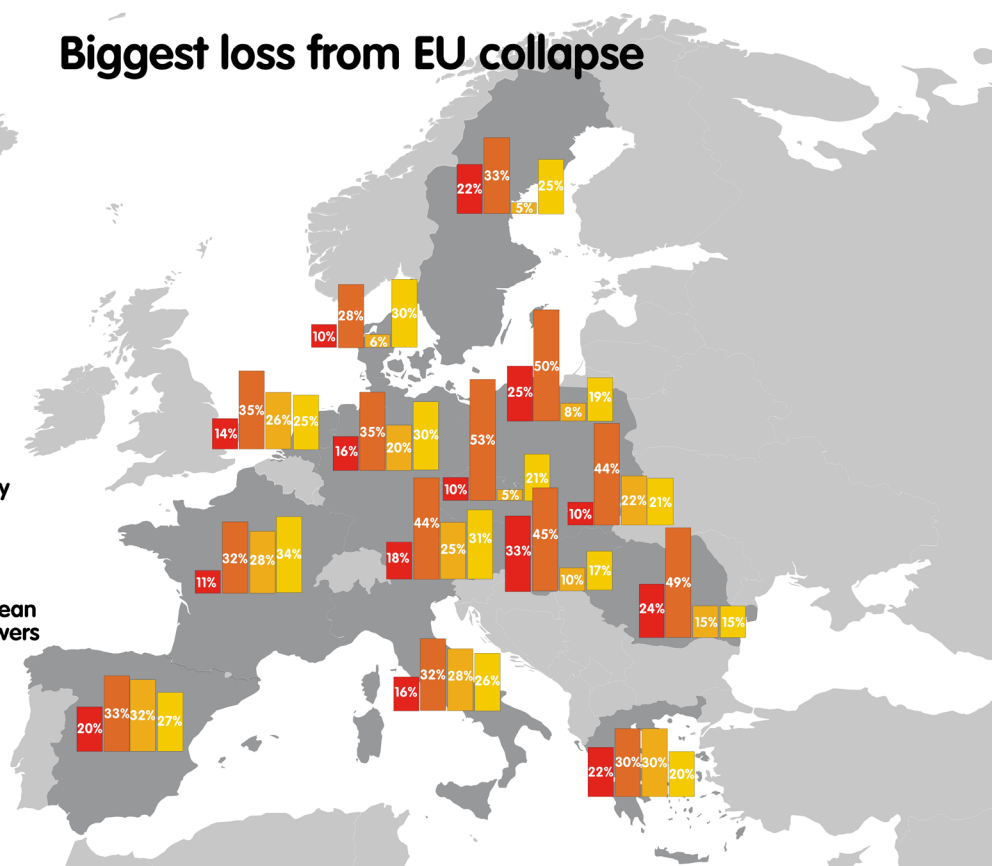 Biggest loss from EU collapse
22% 33% 5% 25%
10% 28% 6% 30%
25% 50% 8% 19%
14% 35% 26% 25%
16% 35% 20% 30%
10% 53% 5% 21%
10% 44% 22% 21%
y
18% 44% 25% 31%
33% 45% 10% 17%
11% 32% 28% 34%
24% 49% 15% 15%
ean
vers
16% 32% 28% 26%
20% 33% 32% 27%
22% 30% 30% 20%